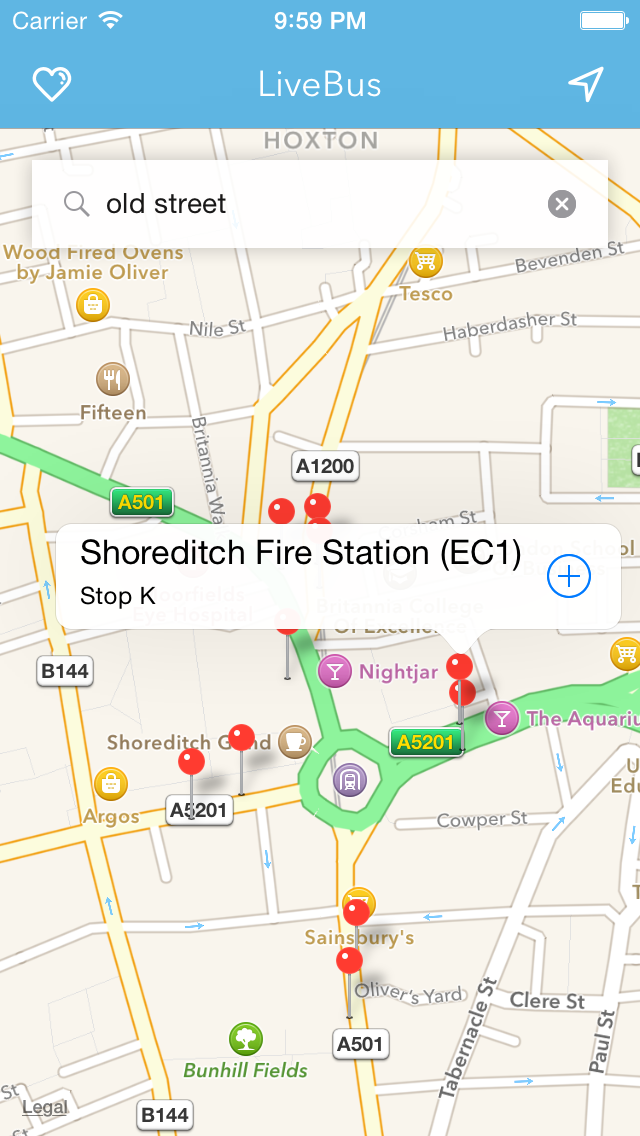 Carrier
9:59 PM
LiveBus
HOXTON
old street
Wood Fired Ovens
by Jamie Oliver
Bevenden St
Tesco
Nile St
Haberdasher St
Fifteen
Britannia Wa
A1200
A501
Shoreditch Fire Station (EC1)
Stop K
Moorfields
Eye Hospital
Britannia College
Of Excellence
B144
Nightjar
The Aquariu
Shoreditch
A5201
Argos
A5201
Cowper St
Sainsbury's
Oliver's Yard
Tabernacle St
Clere St
Paul St
A501
Bunhill Fields
St
Legal
B144